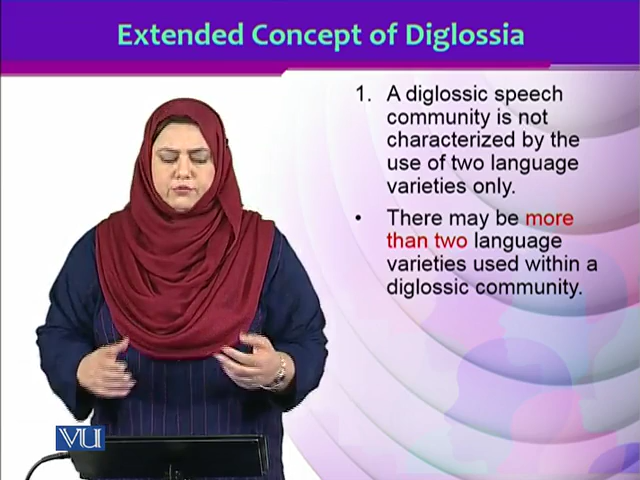 Extended Concept of Diglossia
1. A diglossic speech
community is not
characterized by the
use of two language
varieties only.
• There may be more
than two language
varieties used within a
diglossic community.
VU